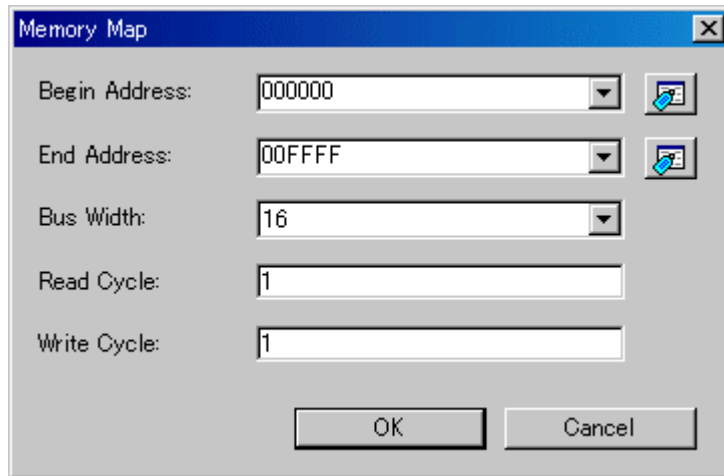 Memory Map
Begin Address: 000000
End Address: 00FFFF
Bus Width: 16
Read Cycle: 1
Write Cycle: 1
OK Cancel